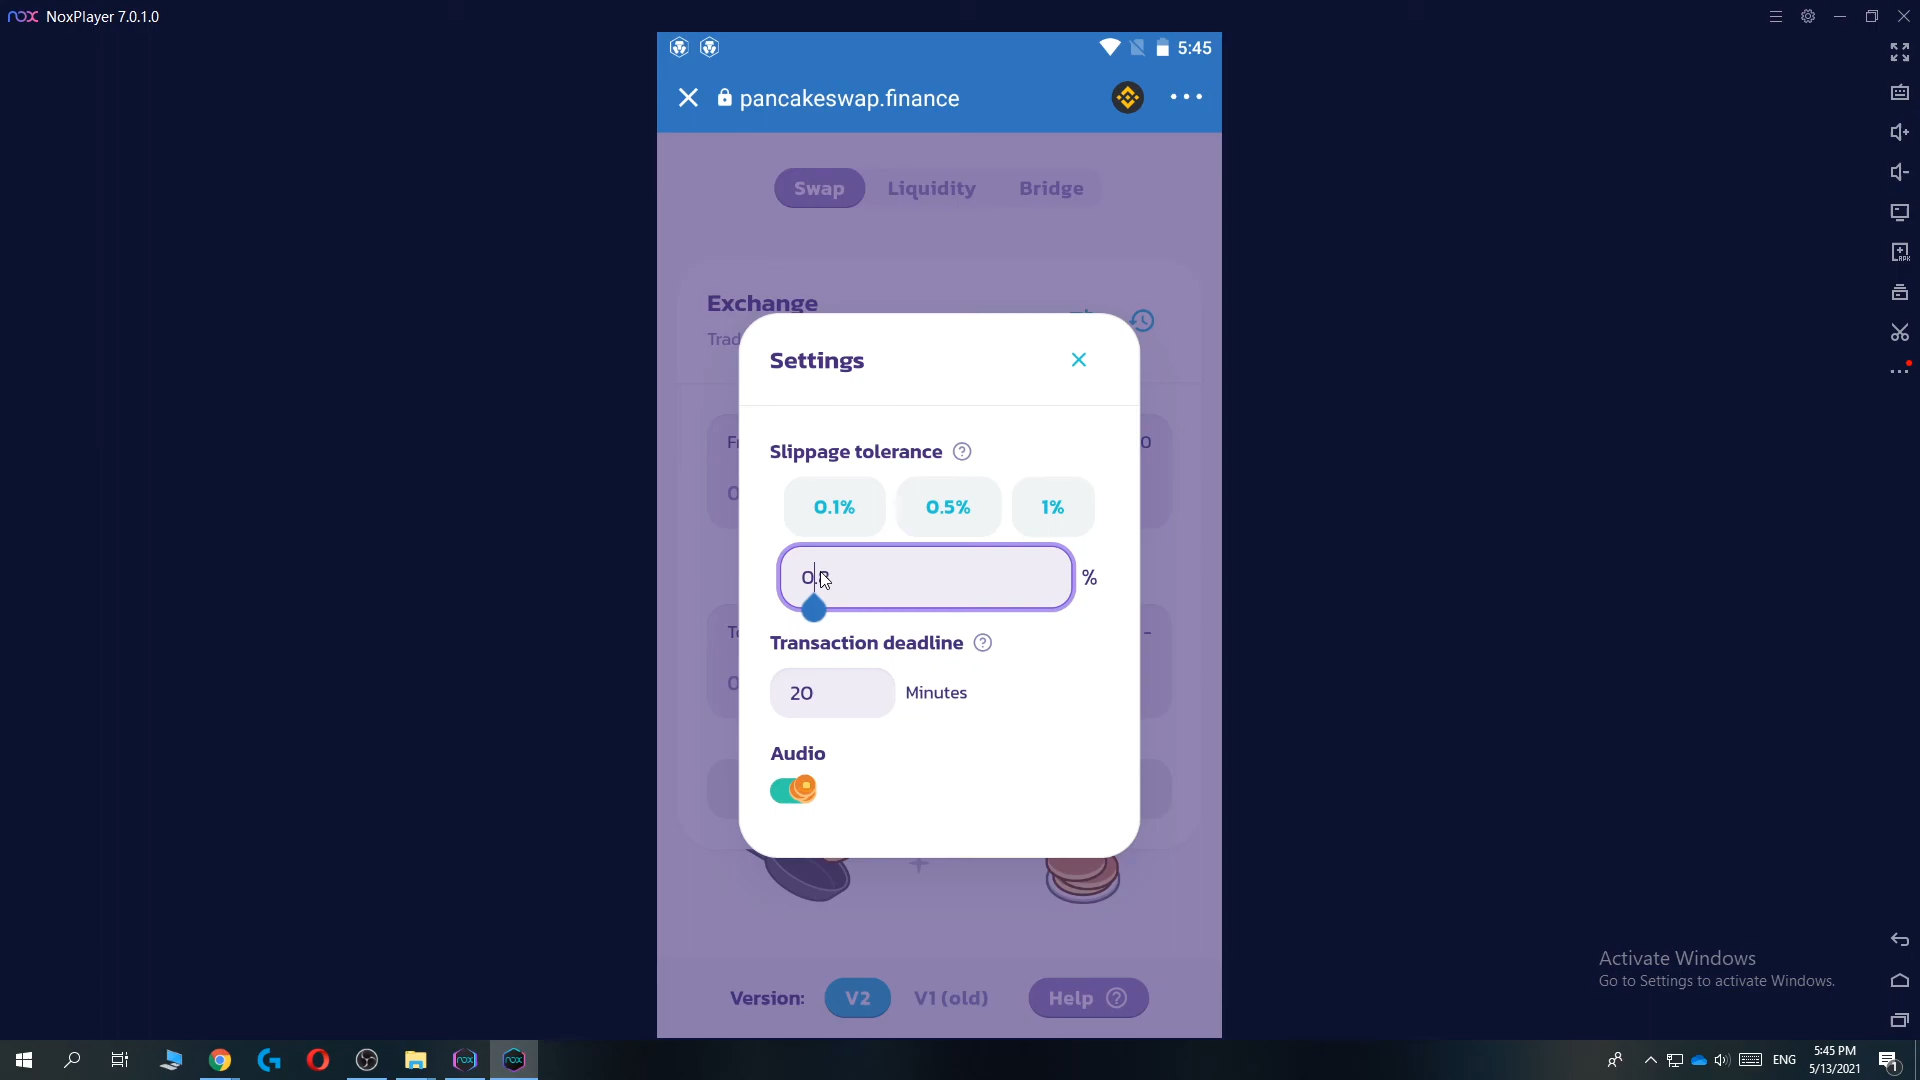 nox NoxPlayer 7.0.1.0
5:45
pancakeswap.finance
Swap Liquidity Bridge
Exchange
Trad
Settings
Slippage tolerance ?
0.1% 0.5% 1%
%
Transaction deadline ?
20 Minutes
Audio
Version: V2 V1 (old) Help ?
Activate Windows
Go to Settings to activate Windows.
ENG
5:45 PM
5/13/2021